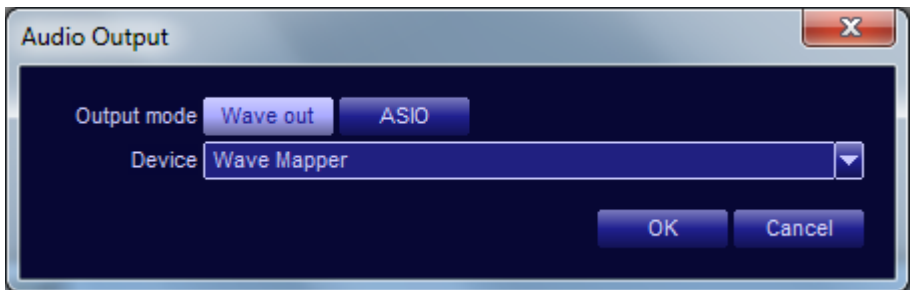 Audio Output
Output mode Wave out ASIO
Device Wave Mapper
OK Cancel